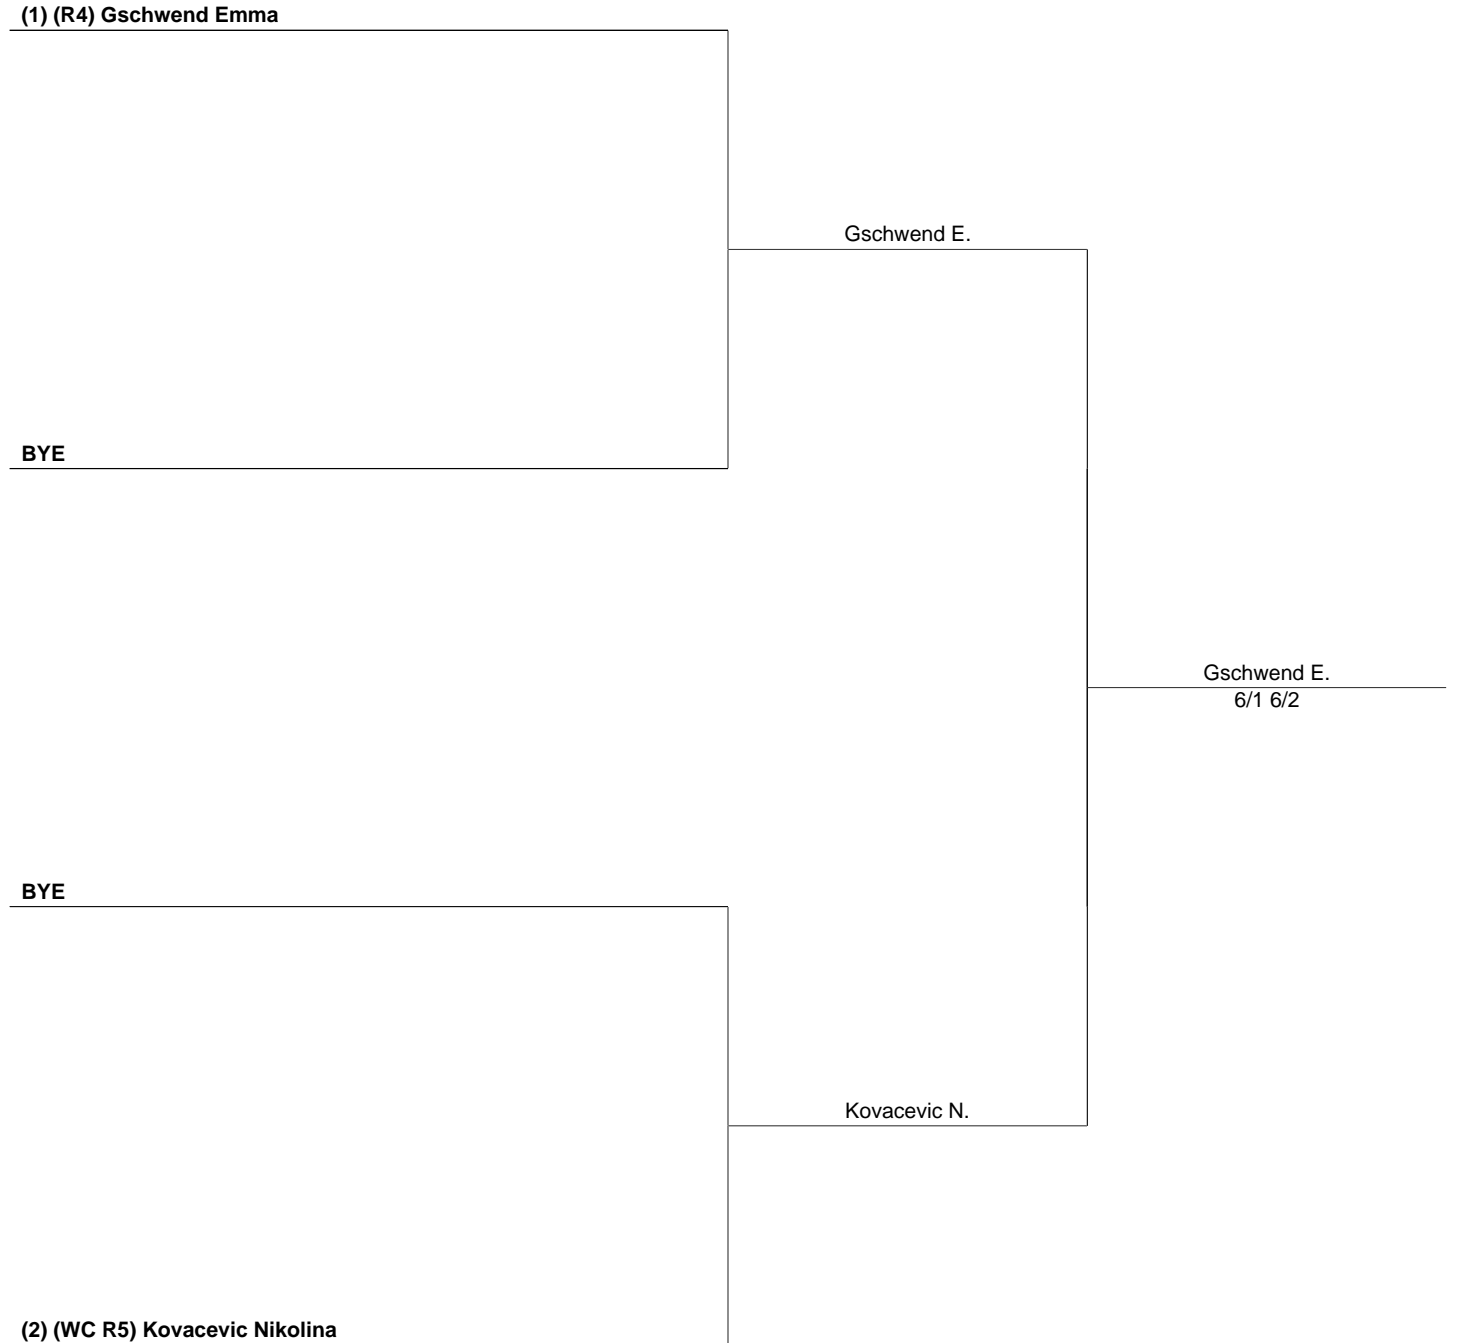 (1) (R4) Gschwend Emma
Gschwend E.
BYE
Gschwend E.
6/1 6/2
BYE
Kovacevic N.
(2) (WC R5) Kovacevic Nikolina